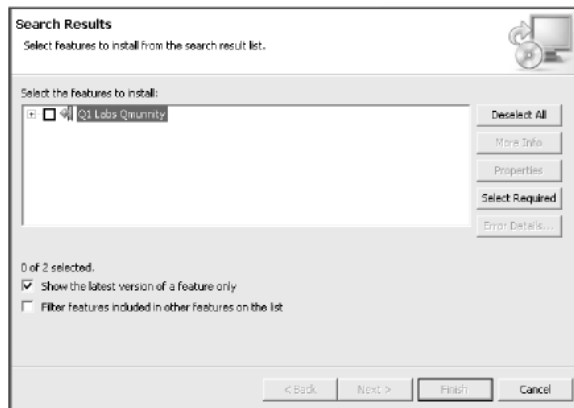 Search Results
Select features to install from the search result list.
Select the features to install:
Q1 Labs Qmunnity
Deselect All
More Info
Properties
Select Required
Error Details...
0 of 2 selected.
Show the latest version of a feature only
Filter features included in other features on the list
< Back
Next >
Finish
Cancel